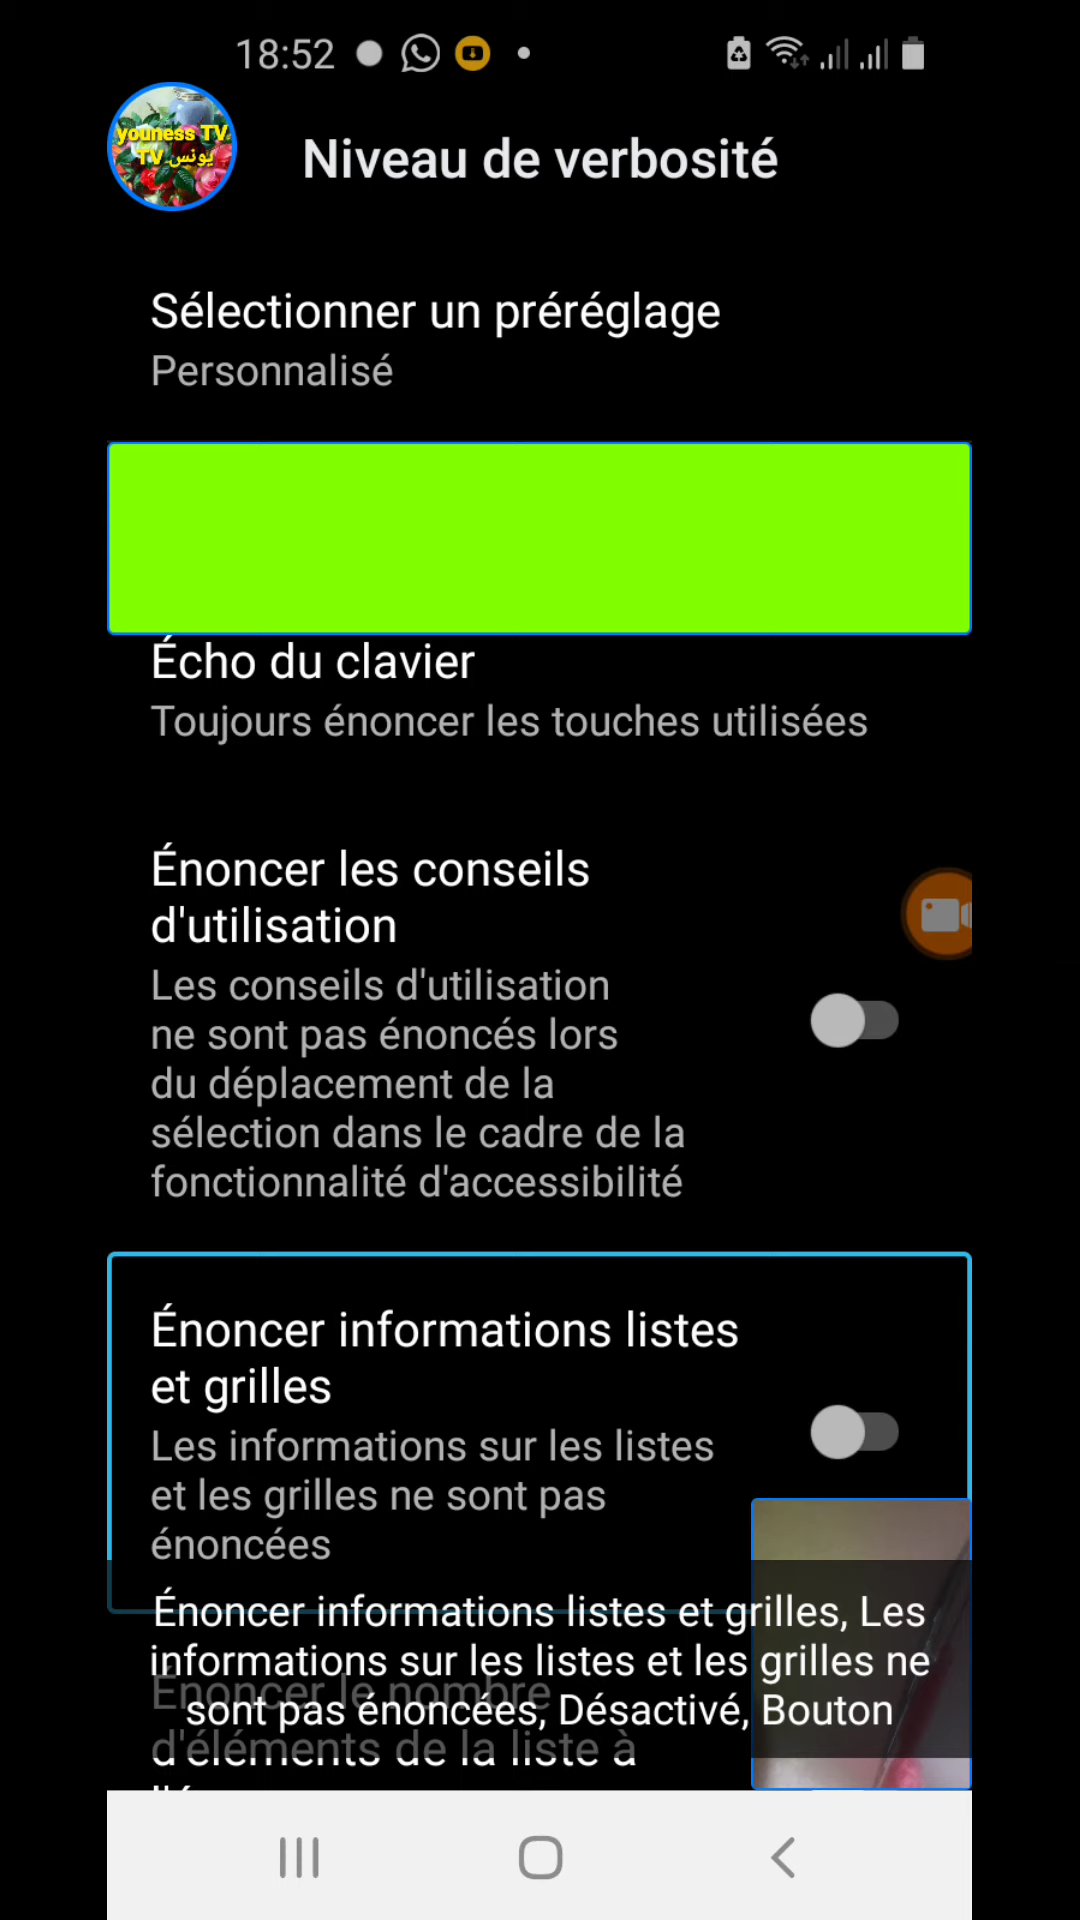 18:52
youness TV
يونس TV
Niveau de verbosité
Sélectionner un préréglage
Personnalisé
Écho du clavier
Toujours énoncer les touches utilisées
Énoncer les conseils
d'utilisation
Les conseils d'utilisation
ne sont pas énoncés lors
du déplacement de la
sélection dans le cadre de la
fonctionnalité d'accessibilité
Énoncer informations listes
et grilles
Les informations sur les listes
et les grilles ne sont pas
énoncées
Énoncer informations listes et grilles, Les
informations sur les listes et les grilles ne
sont pas énoncées, Désactivé, Bouton
Énoncer le nombre
d'éléments de la liste à